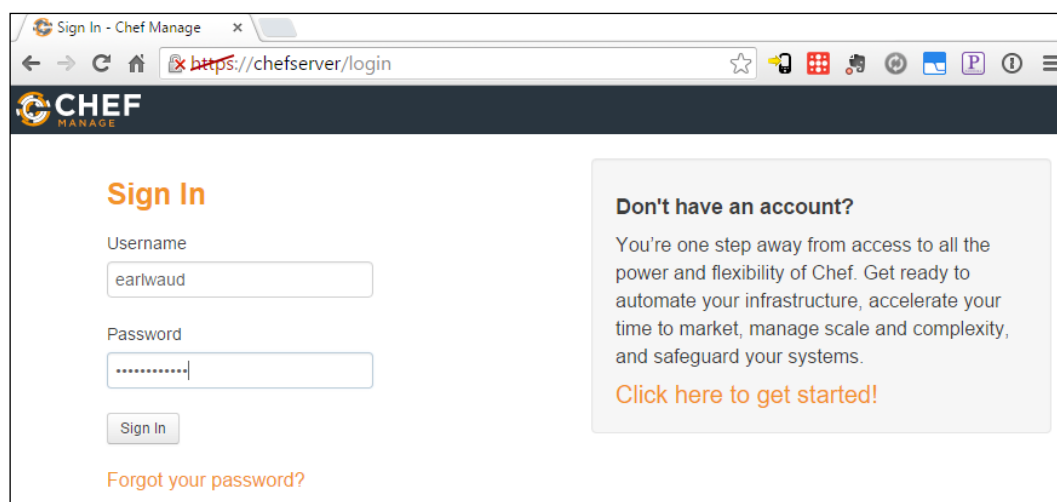 Sign In - Chef Manage
https://chefserver/login
CHEF
MANAGE
Sign In
Username
earlwaud
Password
••••••••••••
Sign In
Forgot your password?
Don't have an account?
You're one step away from access to all the
power and flexibility of Chef. Get ready to
automate your infrastructure, accelerate your
time to market, manage scale and complexity,
and safeguard your systems.
Click here to get started!